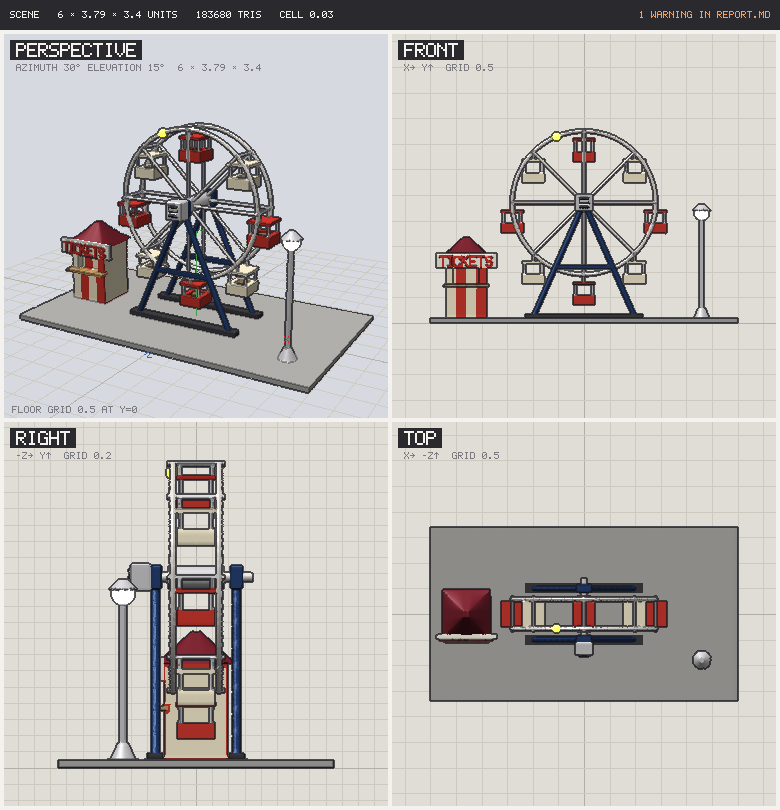 SCENE 6 × 3.79 × 3.4 UNITS 183680 TRIS CELL 0.03 1 WARNING IN REPORT.MD
PERSPECTIVE
AZIMUTH 30° ELEVATION 15° 6 × 3.79 × 3.4
TICKETS
-Z
FLOOR GRID 0.5 AT Y=0
FRONT
X→ Y↑ GRID 0.5
TICKETS
RIGHT
-Z→ Y↑ GRID 0.2
TOP
X→ -Z↑ GRID 0.5